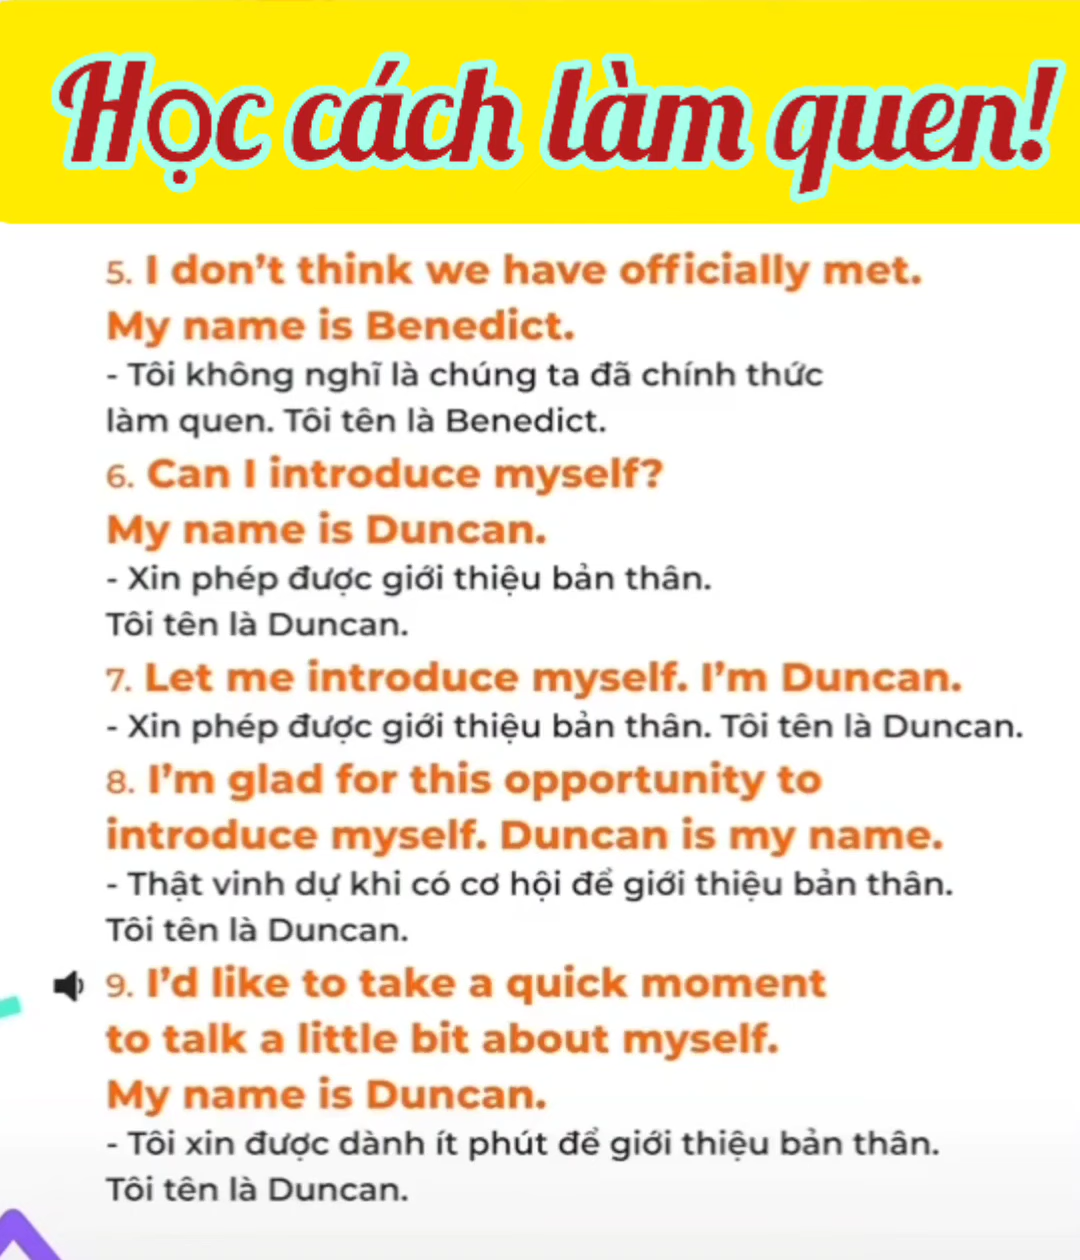 Học cách làm quen!
5. I don't think we have officially met.
My name is Benedict.
- Tôi không nghĩ là chúng ta đã chính thức
làm quen. Tôi tên là Benedict.
6. Can I introduce myself?
My name is Duncan.
- Xin phép được giới thiệu bản thân.
Tôi tên là Duncan.
7. Let me introduce myself. I'm Duncan.
- Xin phép được giới thiệu bản thân. Tôi tên là Duncan.
8. I'm glad for this opportunity to
introduce myself. Duncan is my name.
- Thật vinh dự khi có cơ hội để giới thiệu bản thân.
Tôi tên là Duncan.
9. I'd like to take a quick moment
to talk a little bit about myself.
My name is Duncan.
- Tôi xin được dành ít phút để giới thiệu bản thân.
Tôi tên là Duncan.